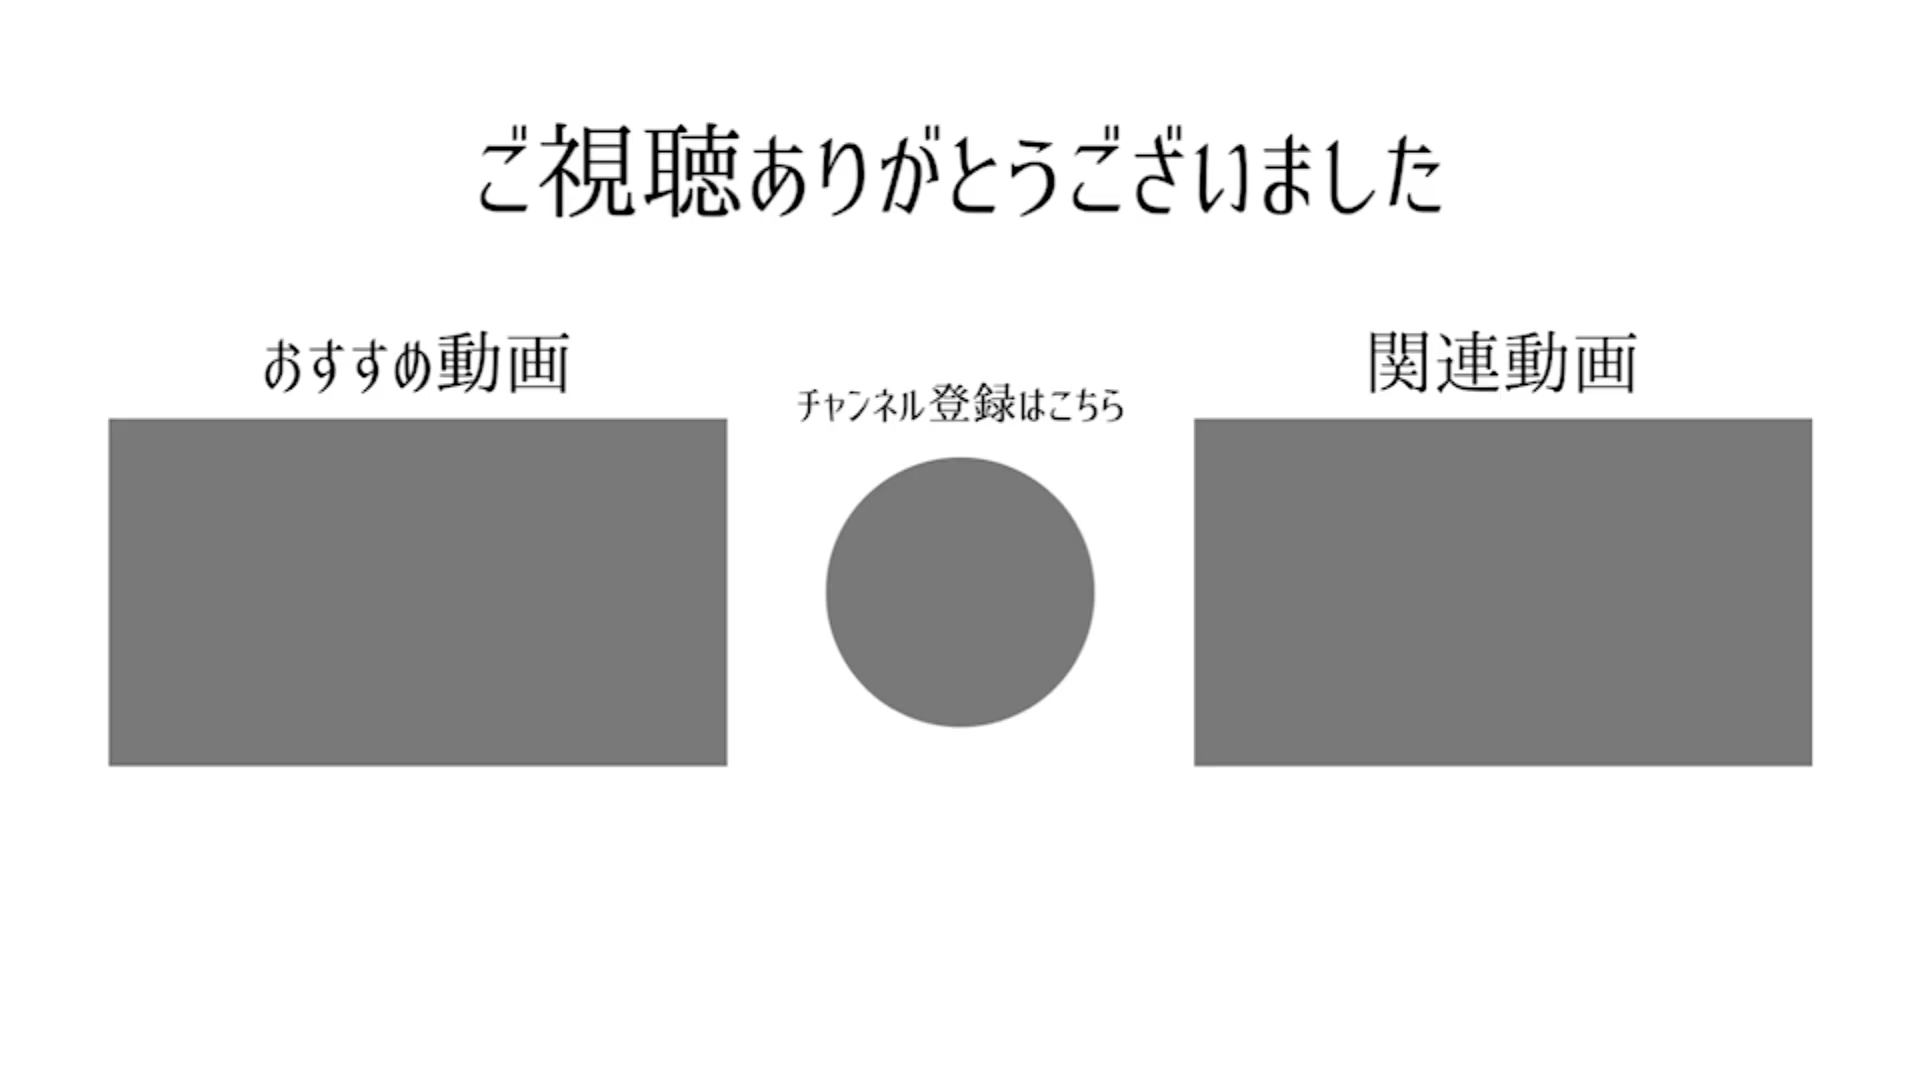 ご視聴ありがとうございました
おすすめ動画
チャンネル登録はこちら
関連動画